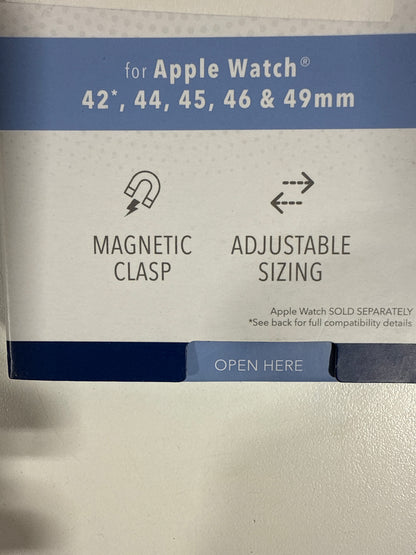 for Apple Watch®
42*, 44, 45, 46 & 49mm
MAGNETIC ADJUSTABLE
CLASP SIZING
Apple Watch SOLD SEPARATELY
*See back for full compatibility details
OPEN HERE